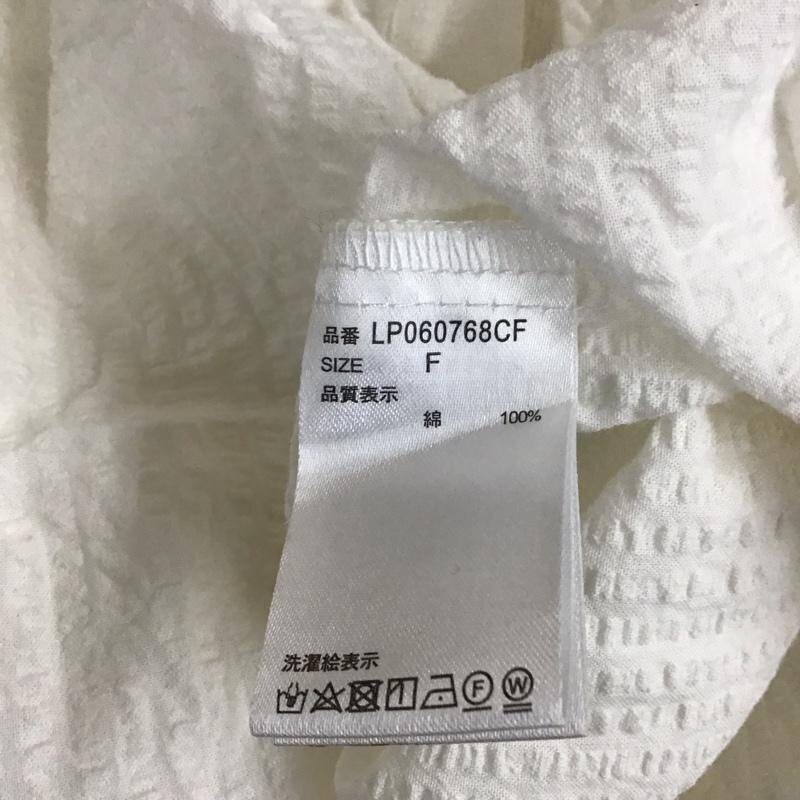 品番 LP060768CF
SIZE F
品質表示
綿 100%
洗濯絵表示
F W